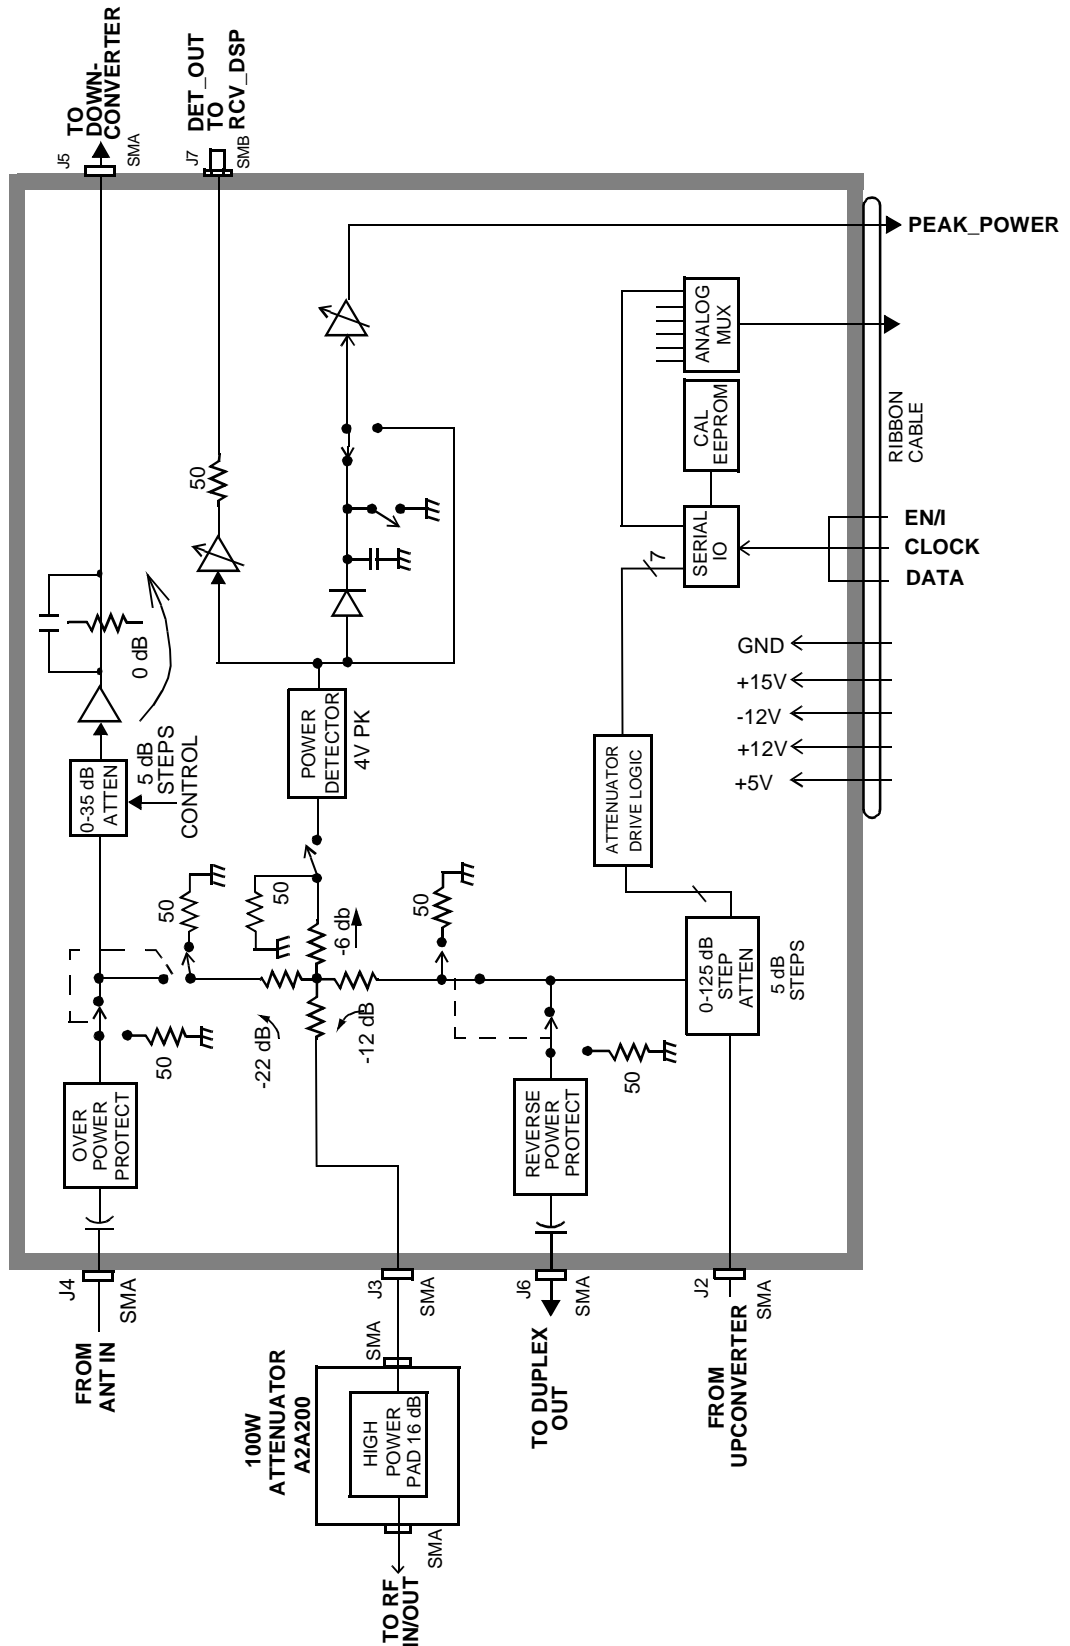 TO
DOWN-
CONVERTER
J5
SMA
DET_OUT
TO
RCV_DSP
J7
SMB
PEAK_POWER
ANALOG
MUX
CAL
EEPROM
SERIAL
IO
7
RIBBON
CABLE
EN/I
CLOCK
DATA
GND
+15V
-12V
+12V
+5V
50
0 dB
0-35 dB
ATTEN
5 dB
STEPS
CONTROL
POWER
DETECTOR
4V PK
ATTENUATOR
DRIVE LOGIC
50
50
-6 db
50
-22 dB
-12 dB
50
50
0-125 dB
STEP
ATTEN
5 dB
STEPS
OVER
POWER
PROTECT
REVERSE
POWER
PROTECT
J4
SMA
FROM
ANT IN
J3
SMA
SMA
100W
ATTENUATOR
A2A200
HIGH
POWER
PAD 16 dB
SMA
TO RF
IN/OUT
J6
SMA
TO DUPLEX
OUT
J2
SMA
FROM
UPCONVERTER